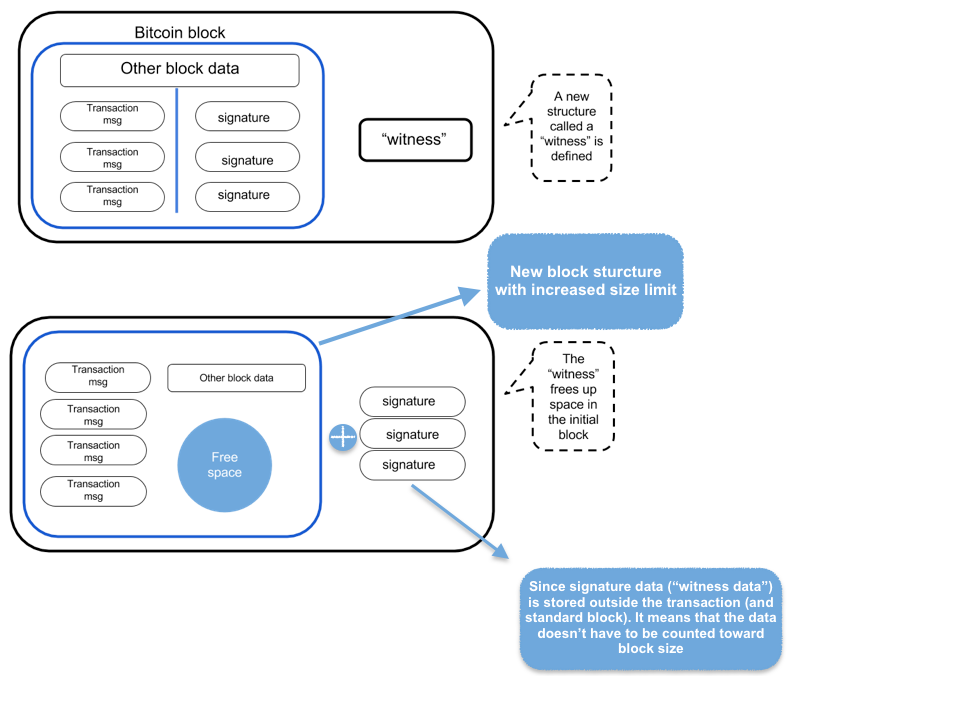 Bitcoin block
Other block data
Transaction
msg
signature
Transaction
msg
signature
Transaction
msg
signature
“witness”
A new
structure
called a
“witness” is
defined
New block sturcture
with increased size limit
Transaction
msg
Transaction
msg
Transaction
msg
Transaction
msg
Other block data
Free
space
signature
signature
signature
The
“witness”
frees up
space in
the initial
block
Since signature data (“witness data”)
is stored outside the transaction (and
standard block). It means that the data
doesn’t have to be counted toward
block size